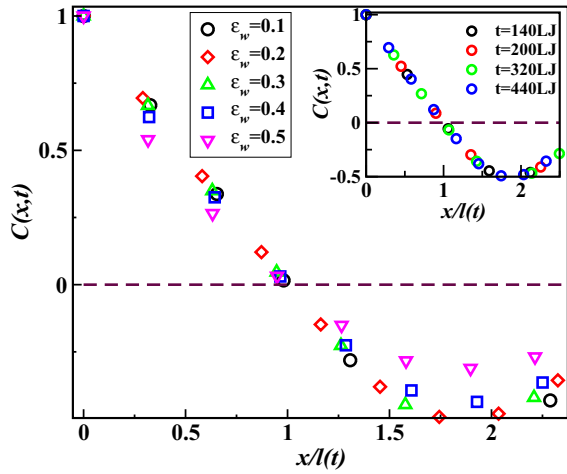 C(x,t)
1
0.5
0
0
0.5
1
1.5
2
x/l(t)
ε_w=0.1
ε_w=0.2
ε_w=0.3
ε_w=0.4
ε_w=0.5
C(x,t)
1
0.5
0
-0.5
0
1
2
x/l(t)
t=140LJ
t=200LJ
t=320LJ
t=440LJ